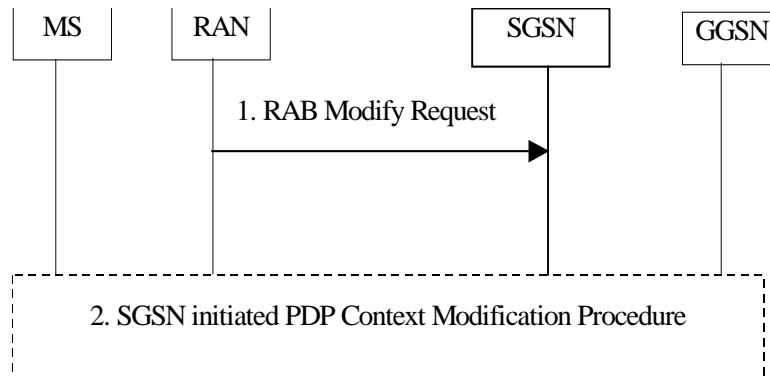 MS RAN SGSN GGSN
1. RAB Modify Request
2. SGSN initiated PDP Context Modification Procedure